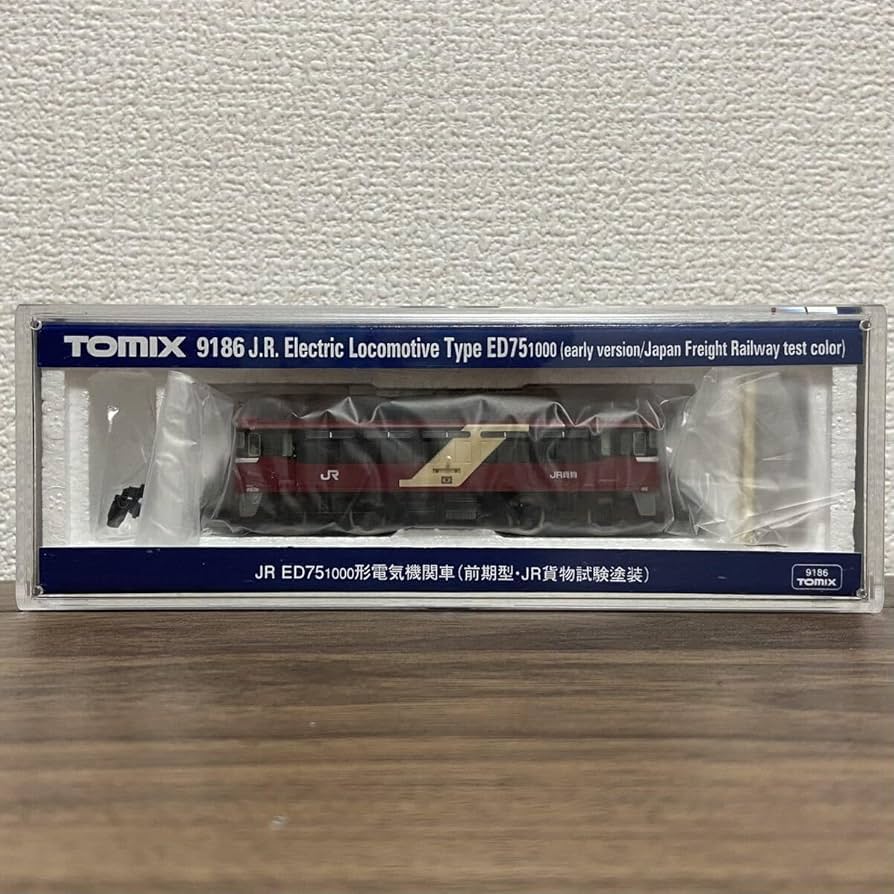 TOMIX 9186 J.R. Electric Locomotive Type ED751000 (early version/Japan Freight Railway test color)
JR
JR貨物
JR ED751000形電気機関車(前期型・JR貨物試験塗装)
9186
TOMIX